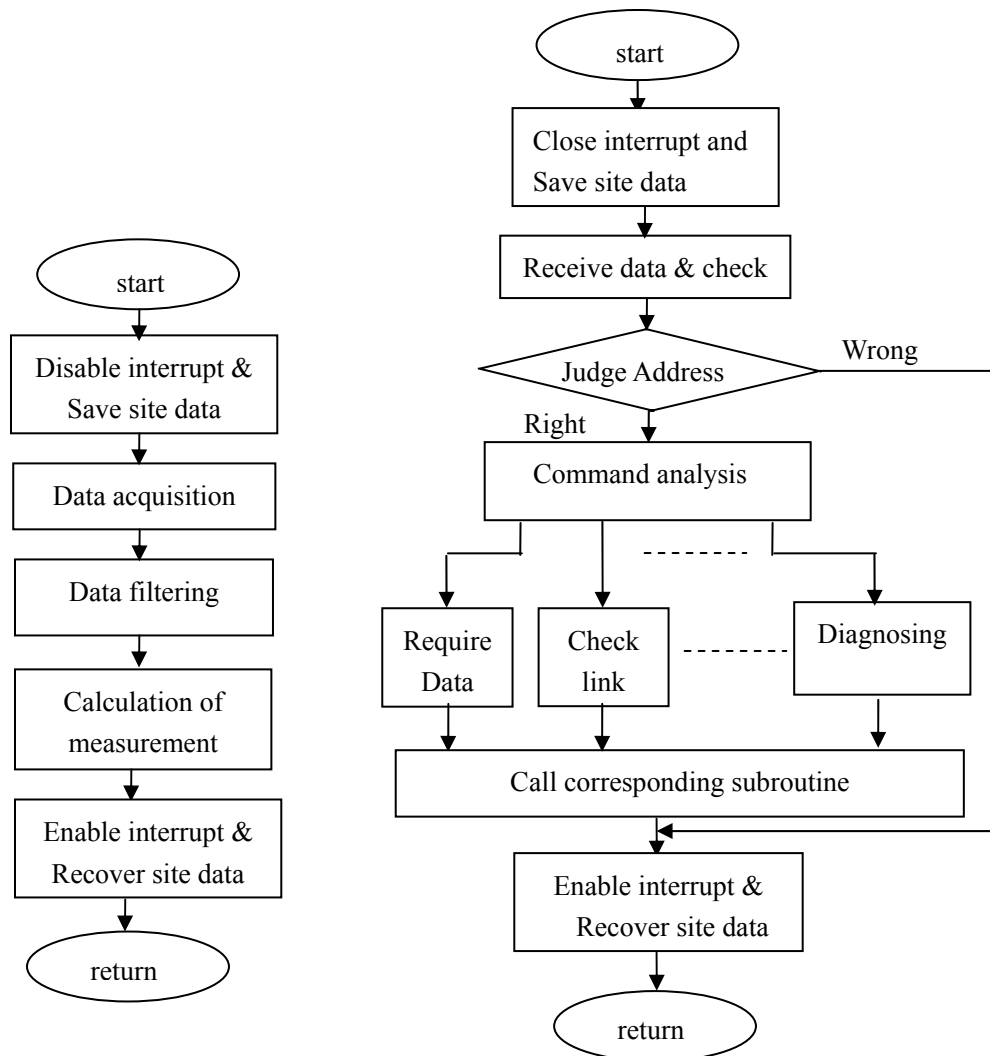 start
Disable interrupt &
Save site data
Data acquisition
Data filtering
Calculation of
measurement
Enable interrupt &
Recover site data
return
start
Close interrupt and
Save site data
Receive data & check
Judge Address
Wrong
Right
Command analysis
Require
Data
Check
link
Diagnosing
Call corresponding subroutine
Enable interrupt &
Recover site data
return